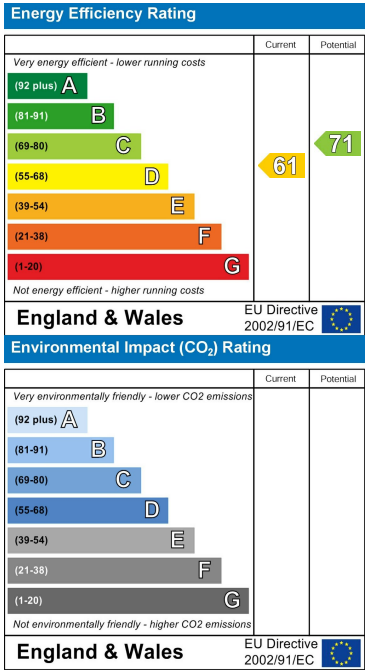 Energy Efficiency Rating
Current Potential
Very energy efficient - lower running costs
(92 plus) A
(81-91) B
(69-80) C
(55-68) D
(39-54) E
(21-38) F
(1-20) G
61
71
Not energy efficient - higher running costs
England & Wales
EU Directive
2002/91/EC
Environmental Impact (CO₂) Rating
Current Potential
Very environmentally friendly - lower CO2 emissions
(92 plus) A
(81-91) B
(69-80) C
(55-68) D
(39-54) E
(21-38) F
(1-20) G
Not environmentally friendly - higher CO2 emissions
England & Wales
EU Directive
2002/91/EC